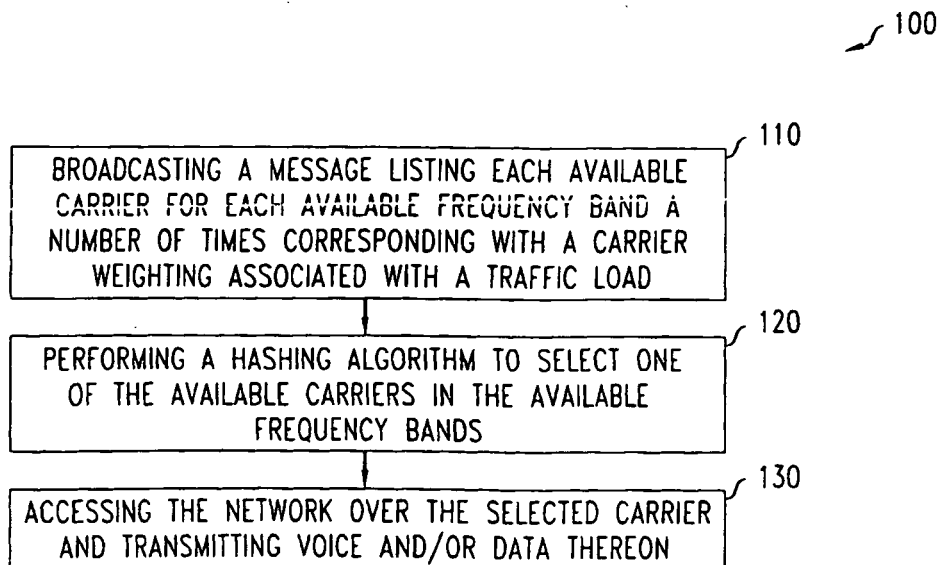 100
110
BROADCASTING A MESSAGE LISTING EACH AVAILABLE
CARRIER FOR EACH AVAILABLE FREQUENCY BAND A
NUMBER OF TIMES CORRESPONDING WITH A CARRIER
WEIGHTING ASSOCIATED WITH A TRAFFIC LOAD
120
PERFORMING A HASHING ALGORITHM TO SELECT ONE
OF THE AVAILABLE CARRIERS IN THE AVAILABLE
FREQUENCY BANDS
130
ACCESSING THE NETWORK OVER THE SELECTED CARRIER
AND TRANSMITTING VOICE AND/OR DATA THEREON